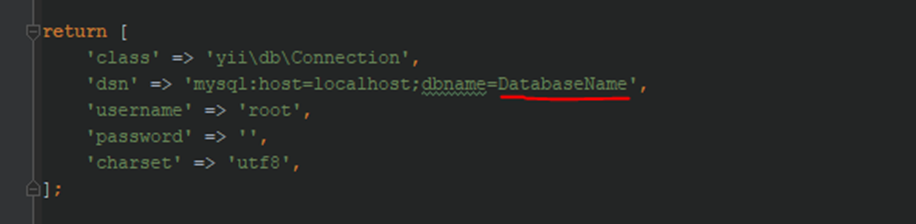 return [
'class' => 'yii\db\Connection',
'dsn' => 'mysql:host=localhost;dbname=DatabaseName',
'username' => 'root',
'password' => '',
'charset' => 'utf8',
];